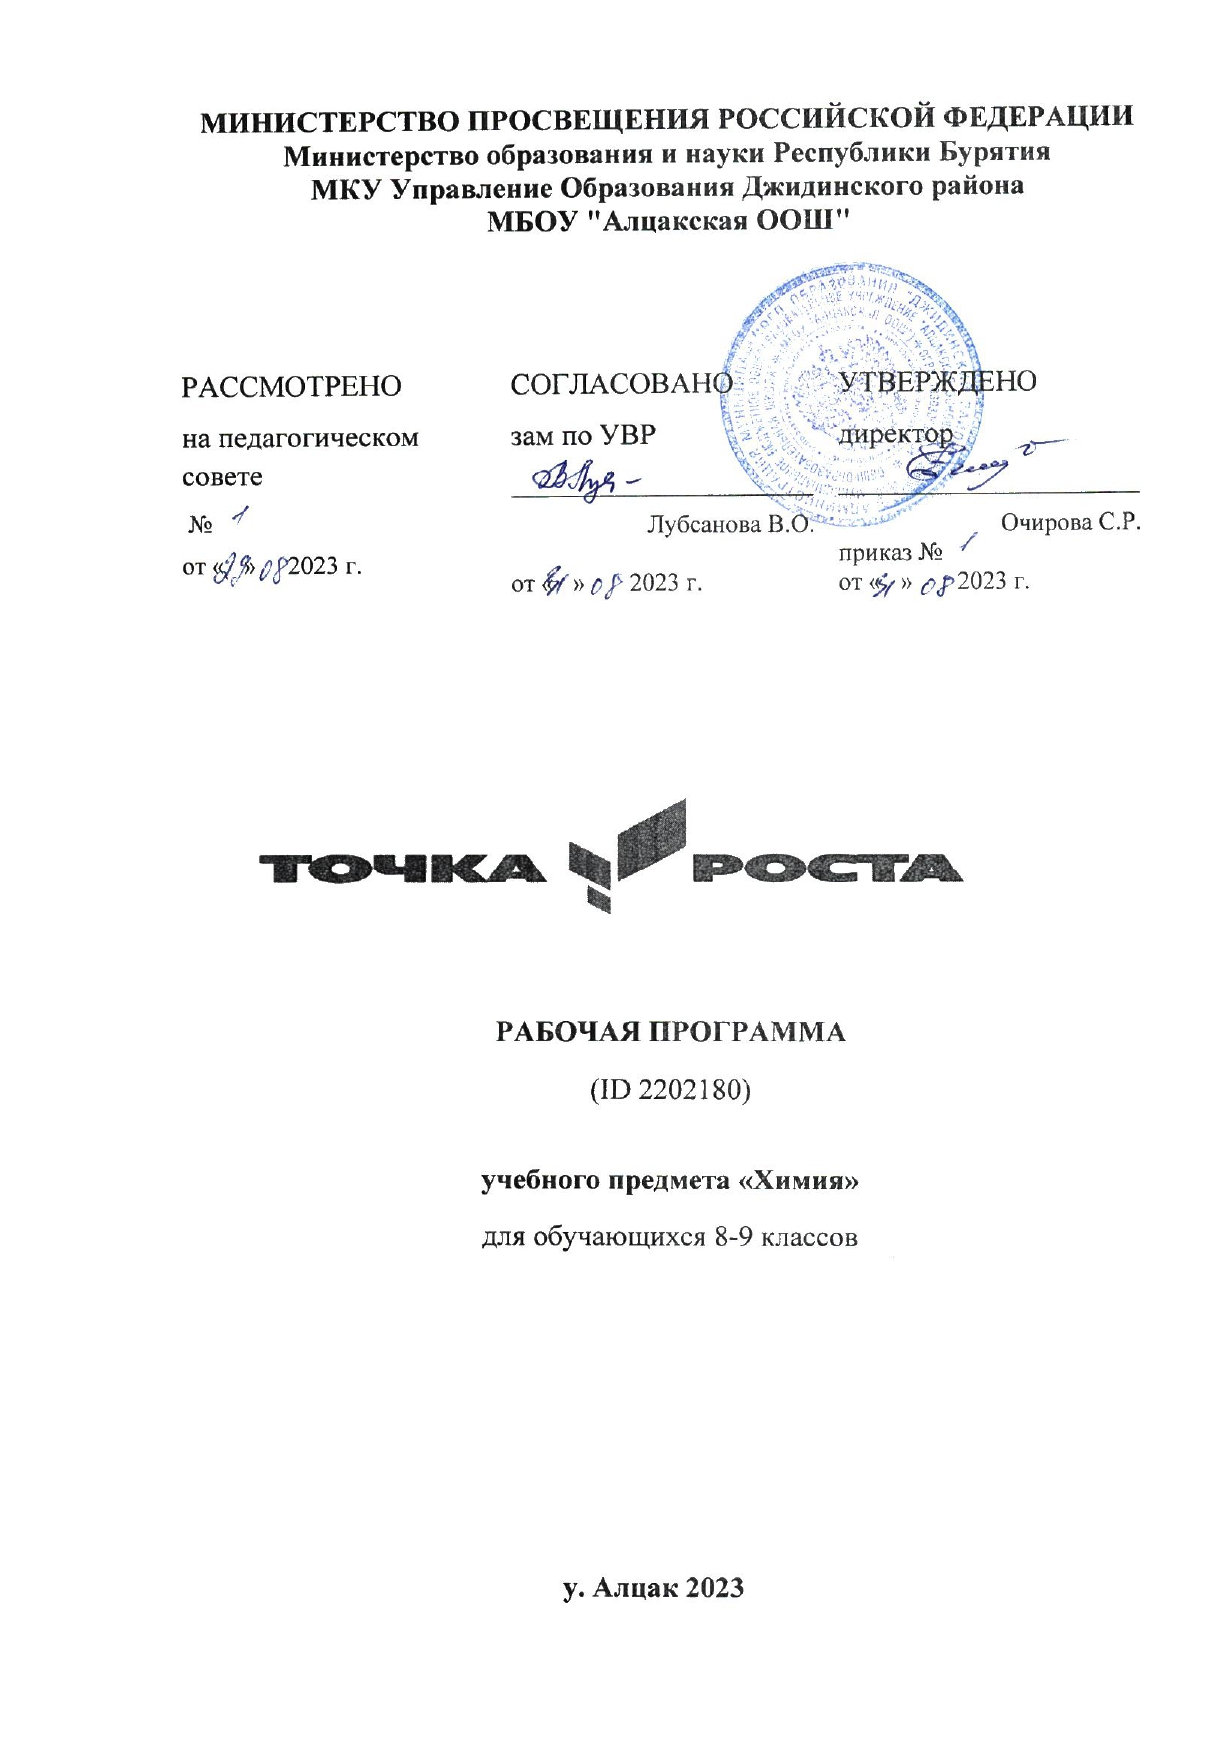 МИНИСТЕРСТВО ПРОСВЕЩЕНИЯ РОССИЙСКОЙ ФЕДЕРАЦИИ
Министерство образования и науки Республики Бурятия
МКУ Управление Образования Джидинского района
МБОУ "Алцакская ООШ"
РАССМОТРЕНО
на педагогическом
совете
№ 1
от «29» 08 2023 г.
СОГЛАСОВАНО
зам по УВР
Лубсанова В.О.
от «31» 08 2023 г.
УТВЕРЖДЕНО
директор
Очирова С.Р.
приказ № 1
от «31» 08 2023 г.
ТОЧКА РОСТА
РАБОЧАЯ ПРОГРАММА
(ID 2202180)
учебного предмета «Химия»
для обучающихся 8-9 классов
у. Алцак 2023